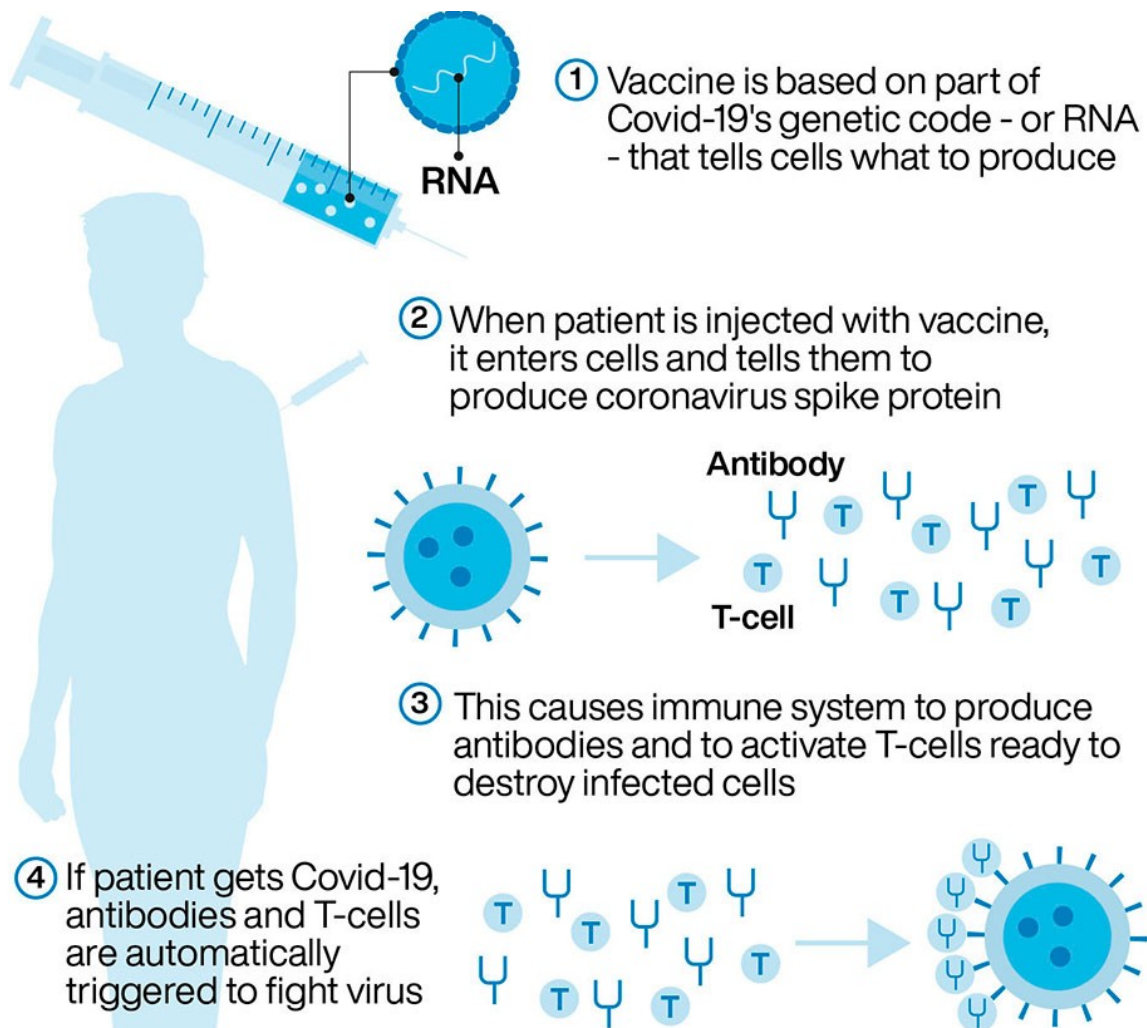 1 Vaccine is based on part of
Covid-19's genetic code - or RNA
- that tells cells what to produce
RNA
2 When patient is injected with vaccine,
it enters cells and tells them to
produce coronavirus spike protein
Antibody
T
T
T
T
T
T
T
T-cell
3 This causes immune system to produce
antibodies and to activate T-cells ready to
destroy infected cells
4 If patient gets Covid-19,
antibodies and T-cells
are automatically
triggered to fight virus
T
T
T
T
T
T